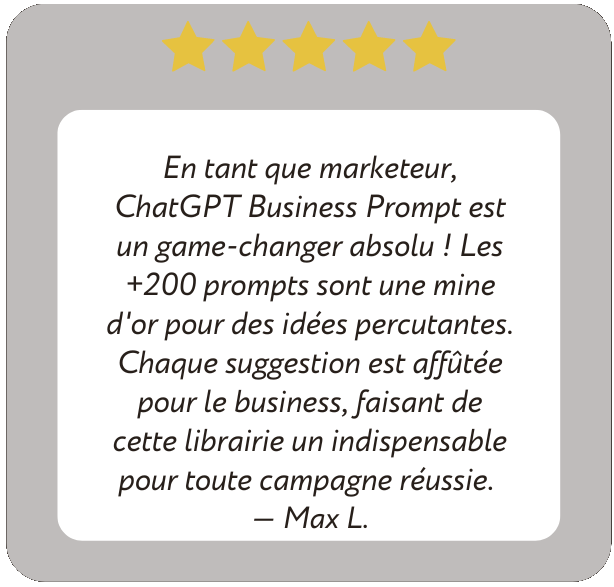 En tant que marketeur,
ChatGPT Business Prompt est
un game-changer absolu ! Les
+200 prompts sont une mine
d'or pour des idées percutantes.
Chaque suggestion est affûtée
pour le business, faisant de
cette librairie un indispensable
pour toute campagne réussie.
— Max L.